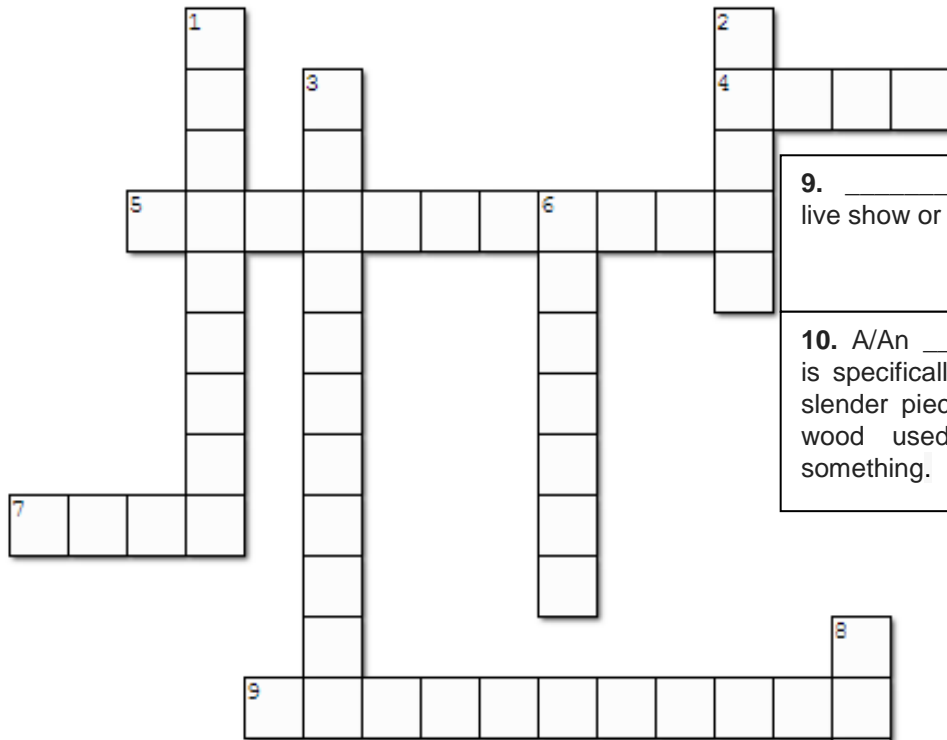 1
2
3
4
5
6
9. ________
live show or
10. A/An __
is specifical
slender piec
wood used
something.
7
8
9